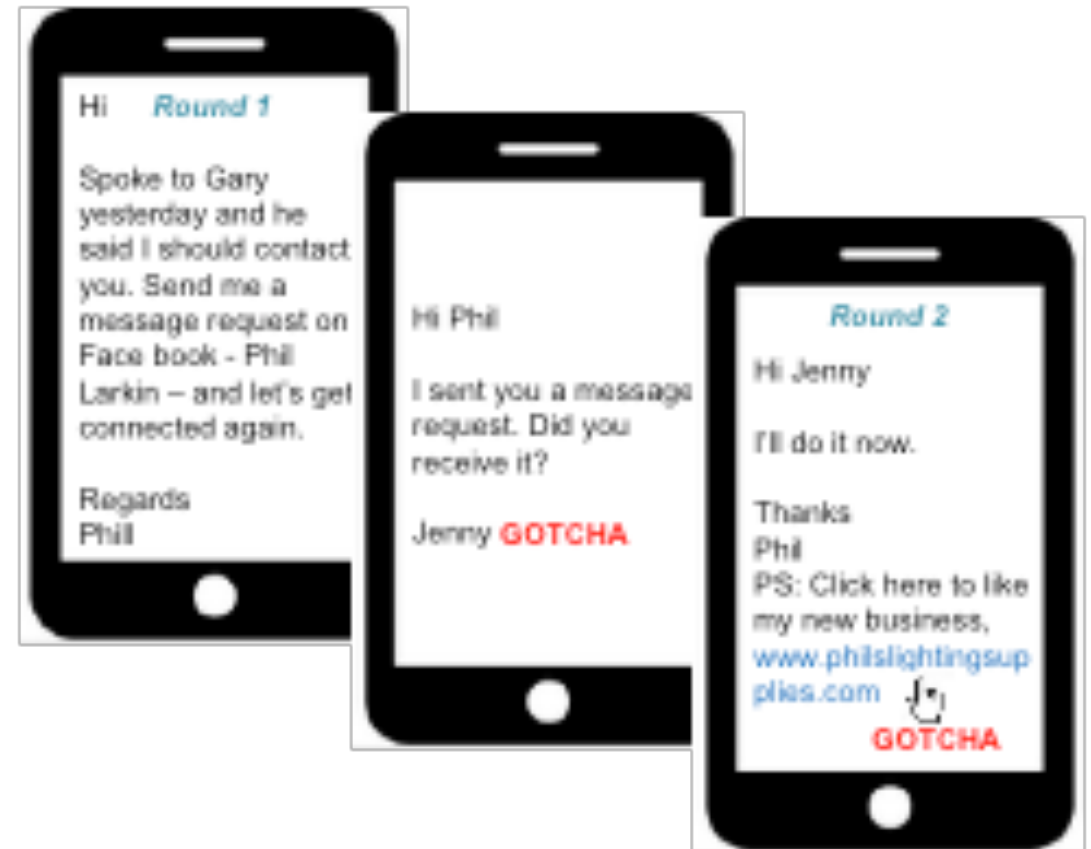 Hi Round 1
Spoke to Gary
yesterday and he
said I should contact
you. Send me a
message request on
Face book - Phil
Larkin – and let's get
connected again.
Regards
Phill
Hi Phil
I sent you a message
request. Did you
receive it?
Jenny GOTCHA
Round 2
Hi Jenny
I'll do it now.
Thanks
Phil
PS: Click here to like
my new business,
www.philslightingsup
plies.com
GOTCHA